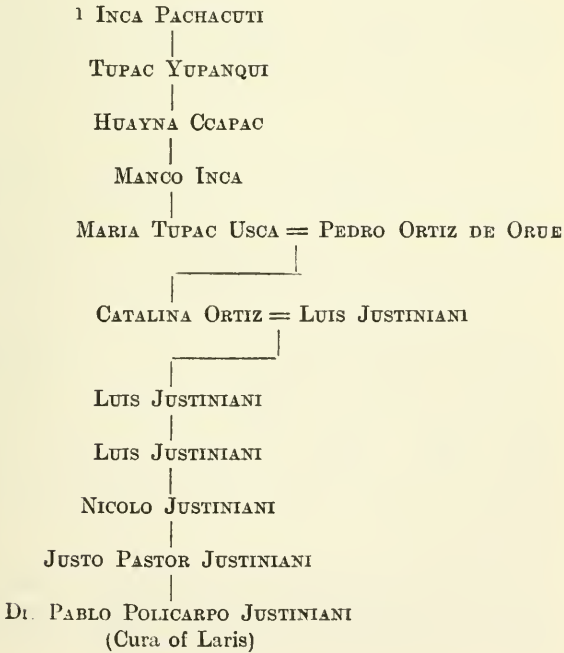 1 INCA PACHACUTI
TUPAC YUPANQUI
HUAYNA CCAPAC
MANCO INCA
MARIA TUPAC USCA = PEDRO ORTIZ DE ORUE
CATALINA ORTIZ = LUIS JUSTINIANI
LUIS JUSTINIANI
LUIS JUSTINIANI
NICOLO JUSTINIANI
JUSTO PASTOR JUSTINIANI
Dr. PABLO POLICARPO JUSTINIANI
(Cura of Laris)